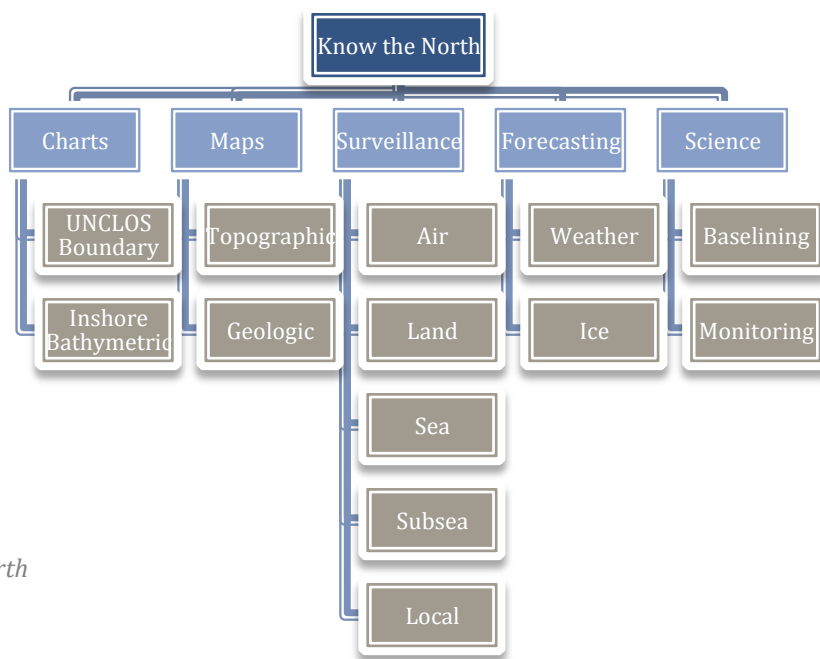 Know the North
Charts
Maps
Surveillance
Forecasting
Science
UNCLOS
Boundary
Topographic
Air
Weather
Baselining
Inshore
Bathymetric
Geologic
Land
Ice
Monitoring
Sea
Subsea
rth
Local